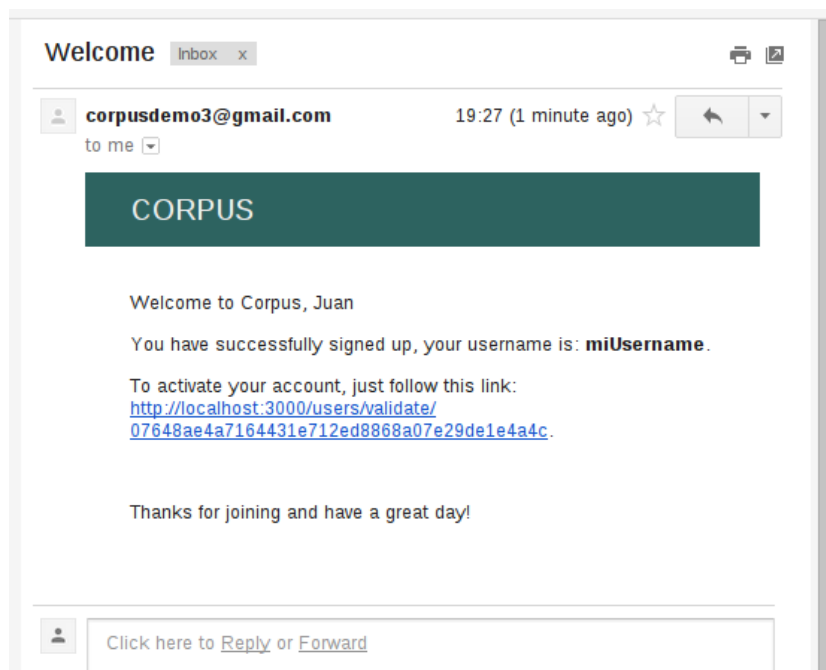 Welcome Inbox x
corpusdemo3@gmail.com 19:27 (1 minute ago)
to me
CORPUS
Welcome to Corpus, Juan
You have successfully signed up, your username is: miUsername.
To activate your account, just follow this link:
http://localhost:3000/users/validate/
07648ae4a7164431e712ed8868a07e29de1e4a4c.
Thanks for joining and have a great day!
Click here to Reply or Forward